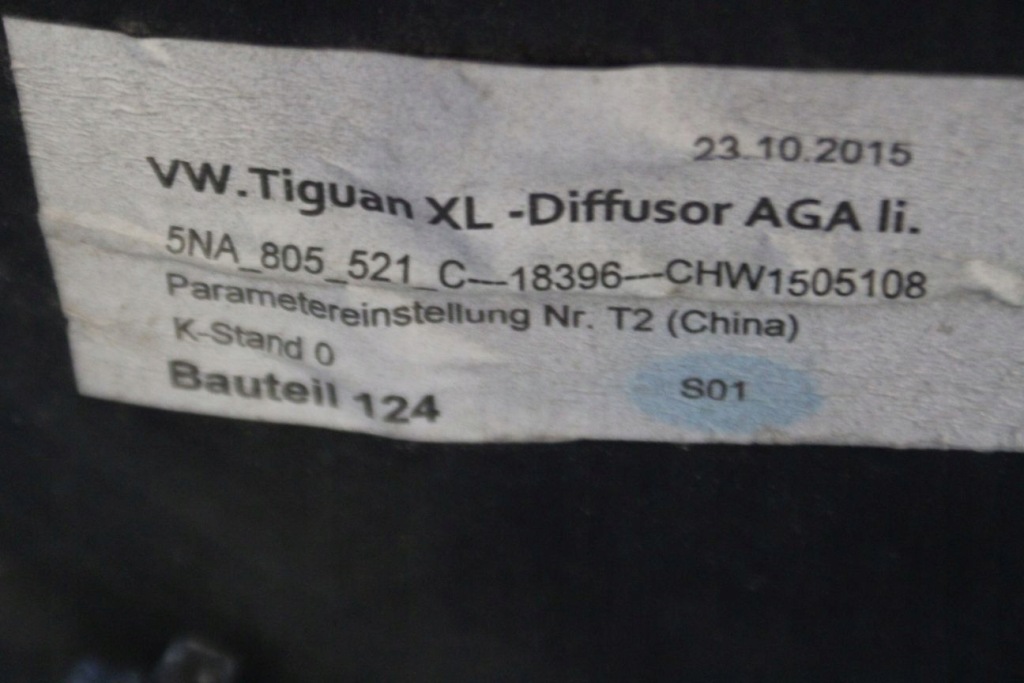 23.10.2015
VW.Tiguan XL -Diffusor AGA li.
5NA_805_521_C---18396---CHW1505108
Parametereinstellung Nr. T2 (China)
K-Stand 0
Bauteil 124
S01